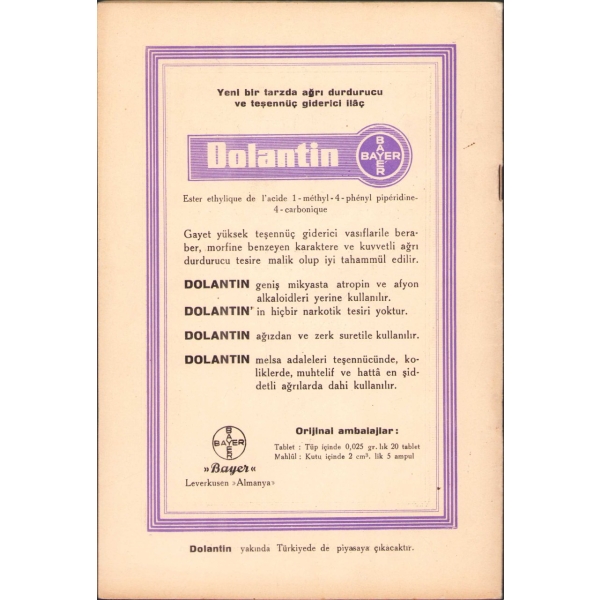 Yeni bir tarzda ağrı durdurucu
ve teşennüç giderici ilâç
Dolantin
BAYER
BAYER
Ester ethylique de l'acide 1-méthyl-4-phényl pipéridine-
4-carbonique
Gayet yüksek teşennüç giderici vasıflarile bera-
ber, morfine benzeyen karaktere ve kuvvetli ağrı
durdurucu tesire malik olup iyi tahammül edilir.
DOLANTIN geniş mikyasta atropin ve afyon
alkaloidleri yerine kullanılır.
DOLANTIN' in hiçbir narkotik tesiri yoktur.
DOLANTIN ağızdan ve zerk suretile kullanılır.
DOLANTIN melsa adaleleri teşennücünde, ko-
liklerde, muhtelif ve hattâ en şid-
detli ağrılarda dahi kullanılır.
BAYER
BAYER
»Bayer«
Leverkusen »Almanya»
Orijinal ambalajlar :
Tablet : Tüp içinde 0,025 gr. lık 20 tablet
Mahlûl : Kutu içinde 2 cm³. lik 5 ampul
Dolantin yakında Türkiyede de piyasaya çıkacaktır.